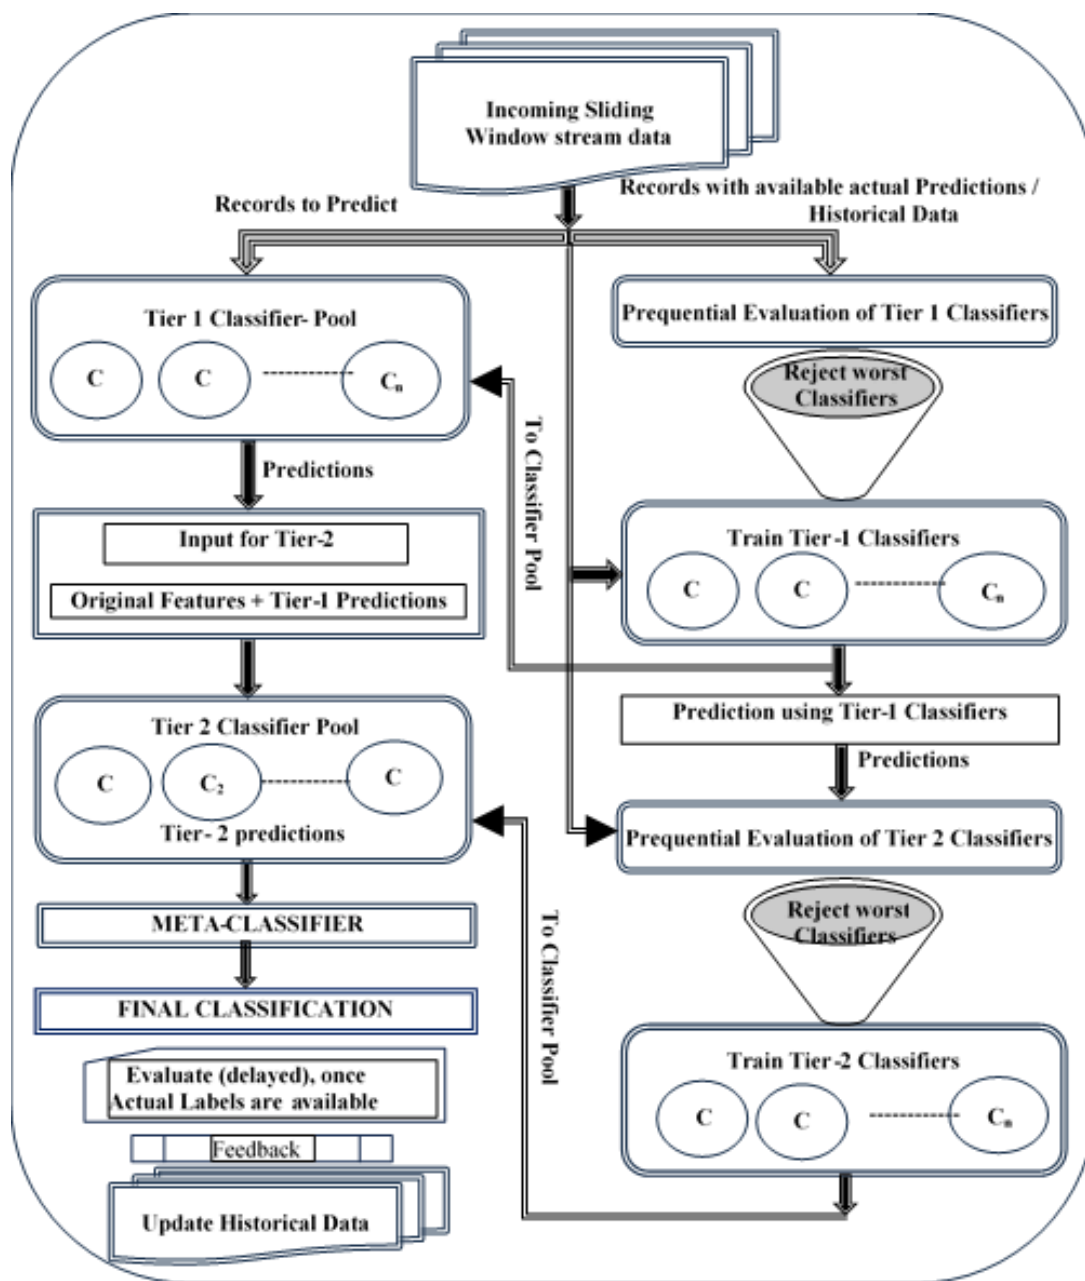 Incoming Sliding
Window stream data
Records to Predict
Records with available actual Predictions /
Historical Data
Tier 1 Classifier- Pool
C
C
Cₙ
Predictions
Input for Tier-2
Original Features + Tier-1 Predictions
Tier 2 Classifier Pool
C
C₂
C
Tier- 2 predictions
META-CLASSIFIER
FINAL CLASSIFICATION
Evaluate (delayed), once
Actual Labels are available
Feedback
Update Historical Data
To Classifier Pool
To Classifier Pool
Prequential Evaluation of Tier 1 Classifiers
Reject worst
Classifiers
Train Tier-1 Classifiers
C
C
Cₙ
Prediction using Tier-1 Classifiers
Predictions
Prequential Evaluation of Tier 2 Classifiers
Reject worst
Classifiers
Train Tier-2 Classifiers
C
C
Cₙ